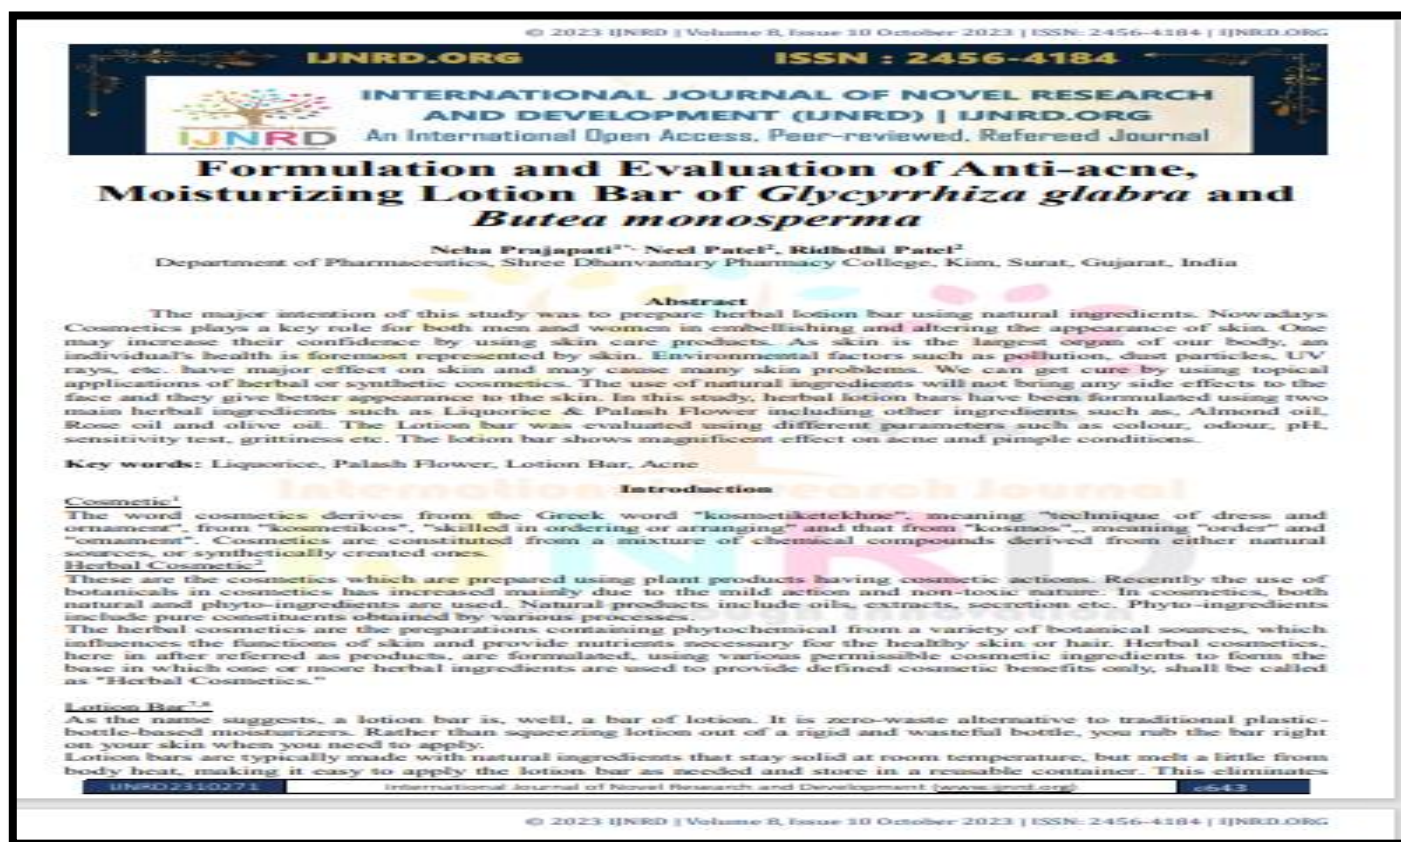 © 2023 IJNRD | Volume 8, Issue 10 October 2023 | ISSN: 2456-4184 | IJNRD.ORG
IJNRD.ORG ISSN : 2456-4184
INTERNATIONAL JOURNAL OF NOVEL RESEARCH
AND DEVELOPMENT (IJNRD) | IJNRD.ORG
An International Open Access, Peer-reviewed, Refereed Journal
IJNRD
Formulation and Evaluation of Anti-acne,
Moisturizing Lotion Bar of Glycyrrhiza glabra and
Butea monosperma
Neha Prajapati¹*, Neel Patel², Ridhdhi Patel²
Department of Pharmaceutics, Shree Dhanvantary Pharmacy College, Kim, Surat, Gujarat, India
Abstract
The major intention of this study was to prepare herbal lotion bar using natural ingredients. Nowadays
Cosmetics plays a key role for both men and women in embellishing and altering the appearance of skin. One
may increase their confidence by using skin care products. As skin is the largest organ of our body, an
individual's health is foremost represented by skin. Environmental factors such as pollution, dust particles, UV
rays, etc. have major effect on skin and may cause many skin problems. We can get cure by using topical
applications of herbal or synthetic cosmetics. The use of natural ingredients will not bring any side effects to the
face and they give better appearance to the skin. In this study, herbal lotion bars have been formulated using two
main herbal ingredients such as Liquorice & Palash Flower including other ingredients such as, Almond oil,
Rose oil and olive oil. The Lotion bar was evaluated using different parameters such as colour, odour, pH,
sensitivity test, grittiness etc. The lotion bar shows magnificent effect on acne and pimple conditions.
Key words: Liquorice, Palash Flower, Lotion Bar, Acne
International Research Journal
Introduction
Cosmetic¹
The word cosmetics derives from the Greek word "kosmetiketekhne", meaning "technique of dress and
ornament", from "kosmetikos", "skilled in ordering or arranging" and that from "kosmos", meaning "order" and
"ornament". Cosmetics are constituted from a mixture of chemical compounds derived from either natural
sources, or synthetically created ones.
IJNRD
Herbal Cosmetic²
These are the cosmetics which are prepared using plant products having cosmetic actions. Recently the use of
botanicals in cosmetics has increased mainly due to the mild action and non-toxic nature. In cosmetics, both
natural and phyto-ingredients are used. Natural products include oils, extracts, secretion etc. Phyto-ingredients
include pure constituents obtained by various processes.
The herbal cosmetics are the preparations containing phytochemical from a variety of botanical sources, which
influences the functions of skin and provide nutrients necessary for the healthy skin or hair. Herbal cosmetics,
here in after referred as products, are formulated, using various permissible cosmetic ingredients to form the
base in which one or more herbal ingredients are used to provide defined cosmetic benefits only, shall be called
as "Herbal Cosmetics."
Lotion Bar
As the name suggests, a lotion bar is, well, a bar of lotion. It is zero-waste alternative to traditional plastic-
bottle-based moisturizers. Rather than squeezing lotion out of a rigid and wasteful bottle, you rub the bar right
on your skin when you need to apply.
Lotion bars are typically made with natural ingredients that stay solid at room temperature, but melt a little from
body heat, making it easy to apply the lotion bar as needed and store in a reusable container. This eliminates
IJNRD2310271 International Journal of Novel Research and Development (www.ijnrd.org) c643
© 2023 IJNRD | Volume 8, Issue 10 October 2023 | ISSN: 2456-4184 | IJNRD.ORG